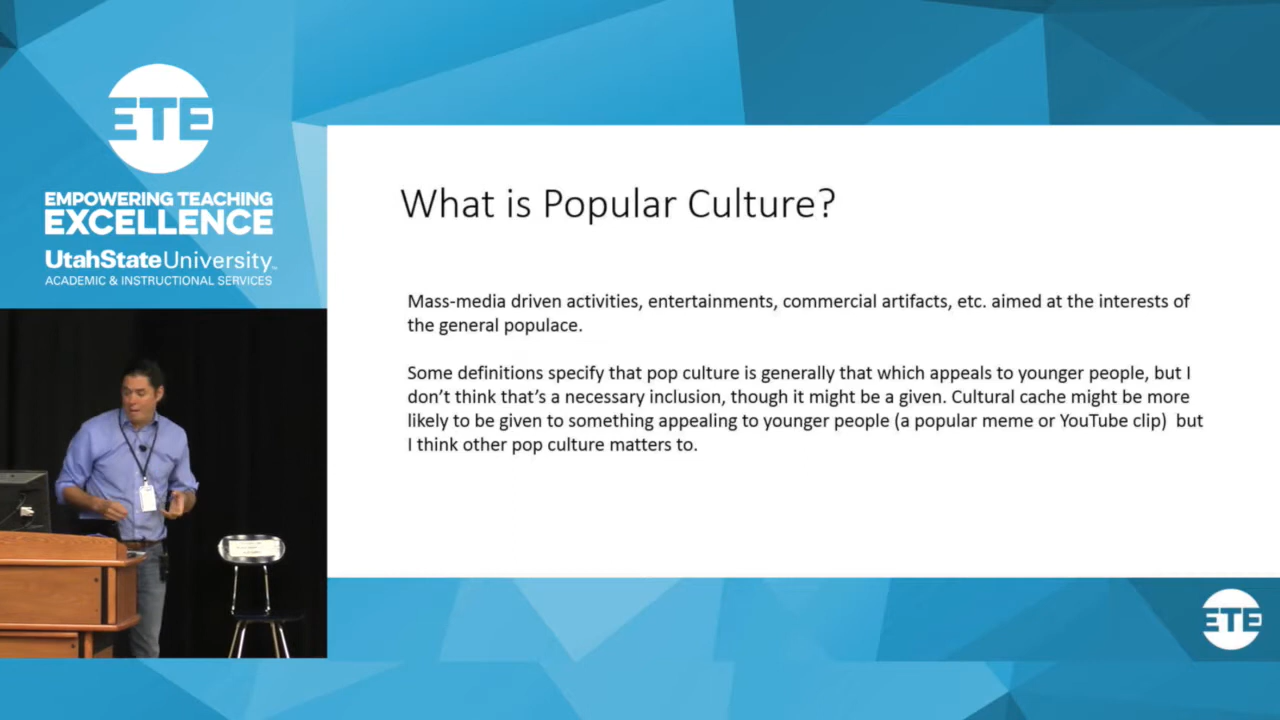 ETE
EMPOWERING TEACHING
EXCELLENCE
UtahStateUniversity
ACADEMIC & INSTRUCTIONAL SERVICES
What is Popular Culture?
Mass-media driven activities, entertainments, commercial artifacts, etc. aimed at the interests of
the general populace.
Some definitions specify that pop culture is generally that which appeals to younger people, but I
don't think that's a necessary inclusion, though it might be a given. Cultural cache might be more
likely to be given to something appealing to younger people (a popular meme or YouTube clip) but
I think other pop culture matters to.
ETE